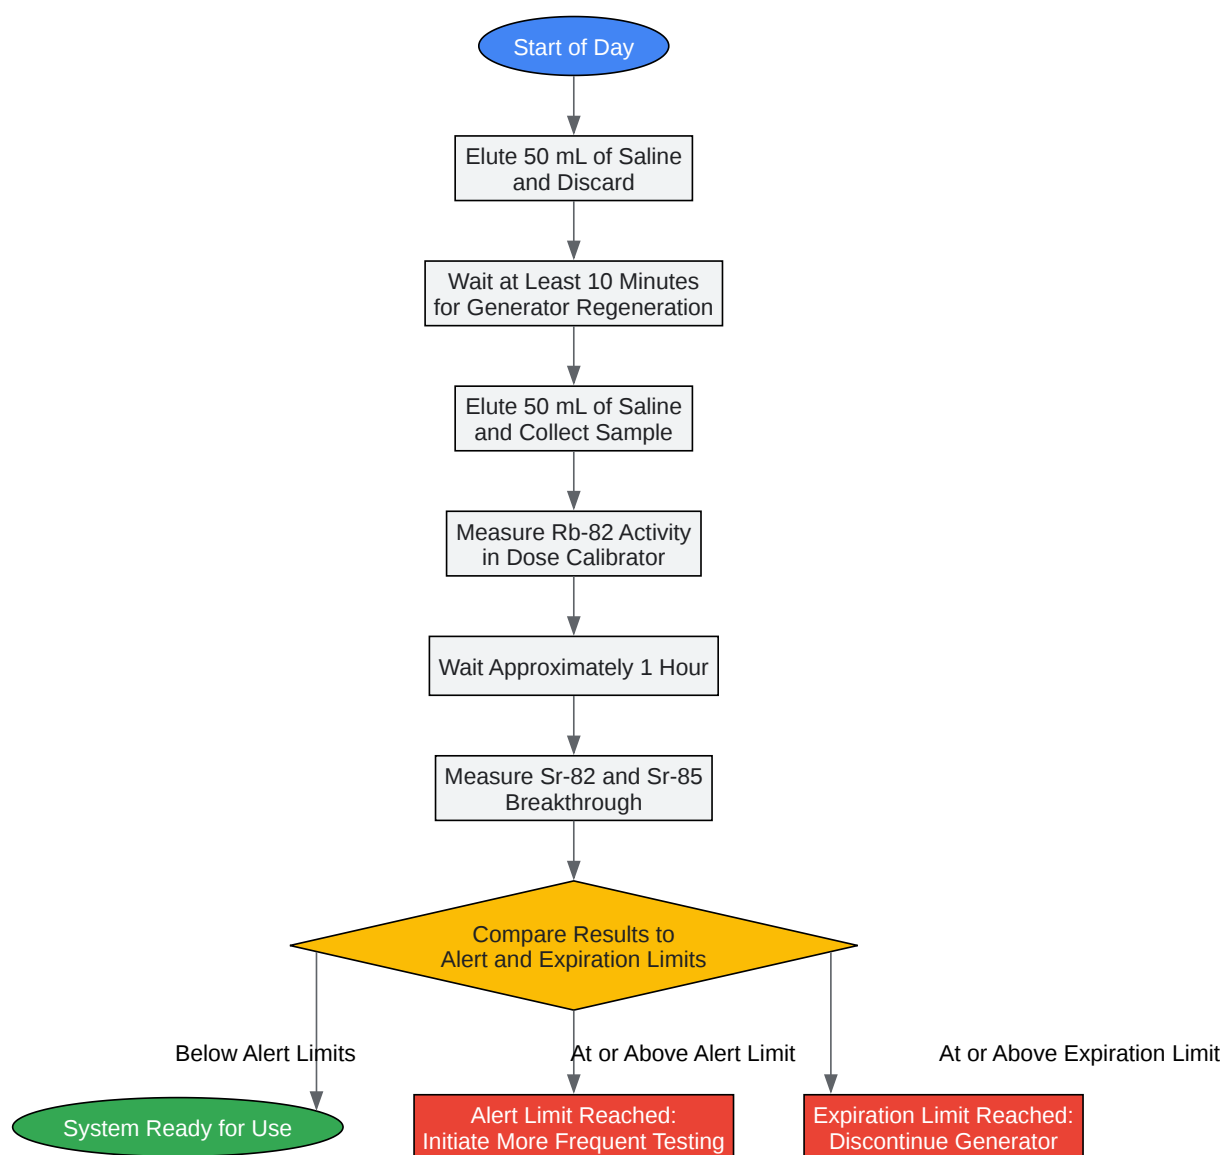 Start of Day
Elute 50 mL of Saline
and Discard
Wait at Least 10 Minutes
for Generator Regeneration
Elute 50 mL of Saline
and Collect Sample
Measure Rb-82 Activity
in Dose Calibrator
Wait Approximately 1 Hour
Measure Sr-82 and Sr-85
Breakthrough
Compare Results to
Alert and Expiration Limits
Below Alert Limits
At or Above Alert Limit
At or Above Expiration Limit
System Ready for Use
Alert Limit Reached:
Initiate More Frequent Testing
Expiration Limit Reached:
Discontinue Generator